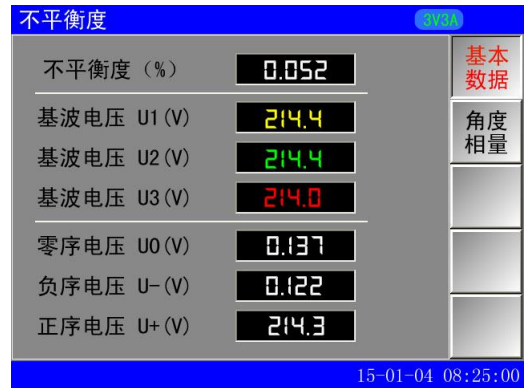 不平衡度 3V3A
不平衡度（%） 0.052
基波电压 U1(V) 214.4
基波电压 U2(V) 214.4
基波电压 U3(V) 214.0
零序电压 U0(V) 0.137
负序电压 U-(V) 0.122
正序电压 U+(V) 214.3
基本
数据
角度
相量
15-01-04 08:25:00